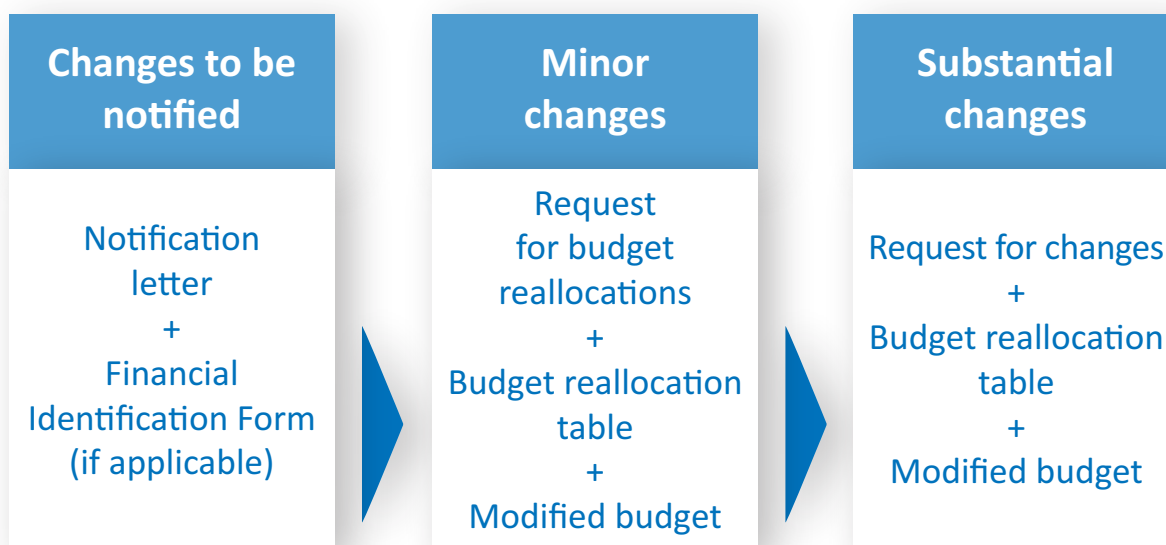 Changes to be
notified
Notification
letter
+
Financial
Identification Form
(if applicable)
Minor
changes
Request
for budget
reallocations
+
Budget reallocation
table
+
Modified budget
Substantial
changes
Request for changes
+
Budget reallocation
table
+
Modified budget